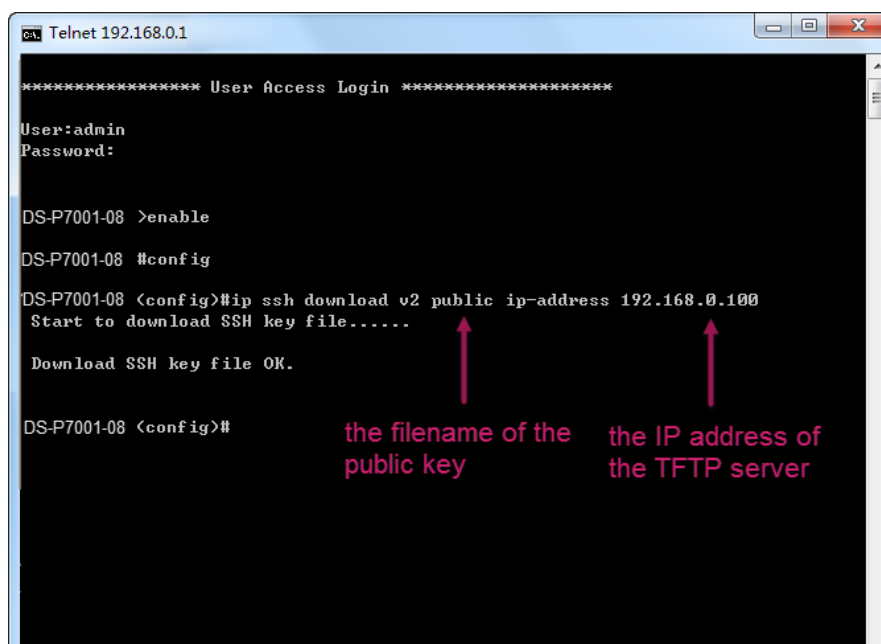 Telnet 192.168.0.1
***************** User Access Login ********************
User:admin
Password:
DS-P7001-08 >enable
DS-P7001-08 #config
DS-P7001-08 (config)#ip ssh download v2 public ip-address 192.168.0.100
Start to download SSH key file......
Download SSH key file OK.
DS-P7001-08 (config)#
the filename of the
public key
the IP address of
the TFTP server